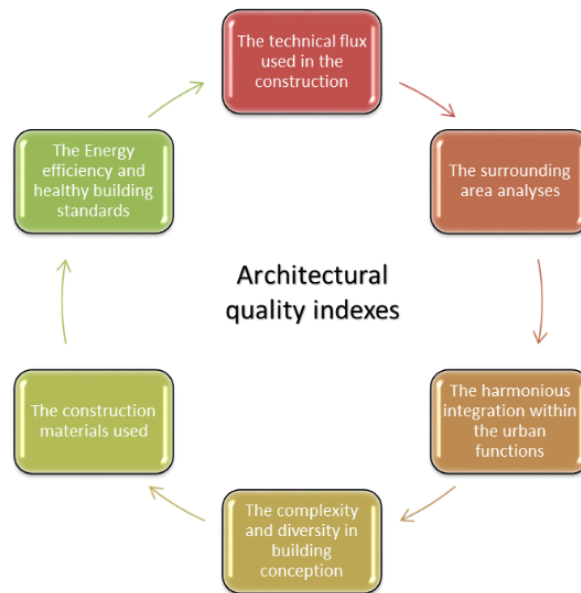 The technical flux
used in the
construction
The surrounding
area analyses
The harmonious
integration within
the urban
functions
The complexity
and diversity in
building
conception
The construction
materials used
The Energy
efficiency and
healthy building
standards
Architectural
quality indexes